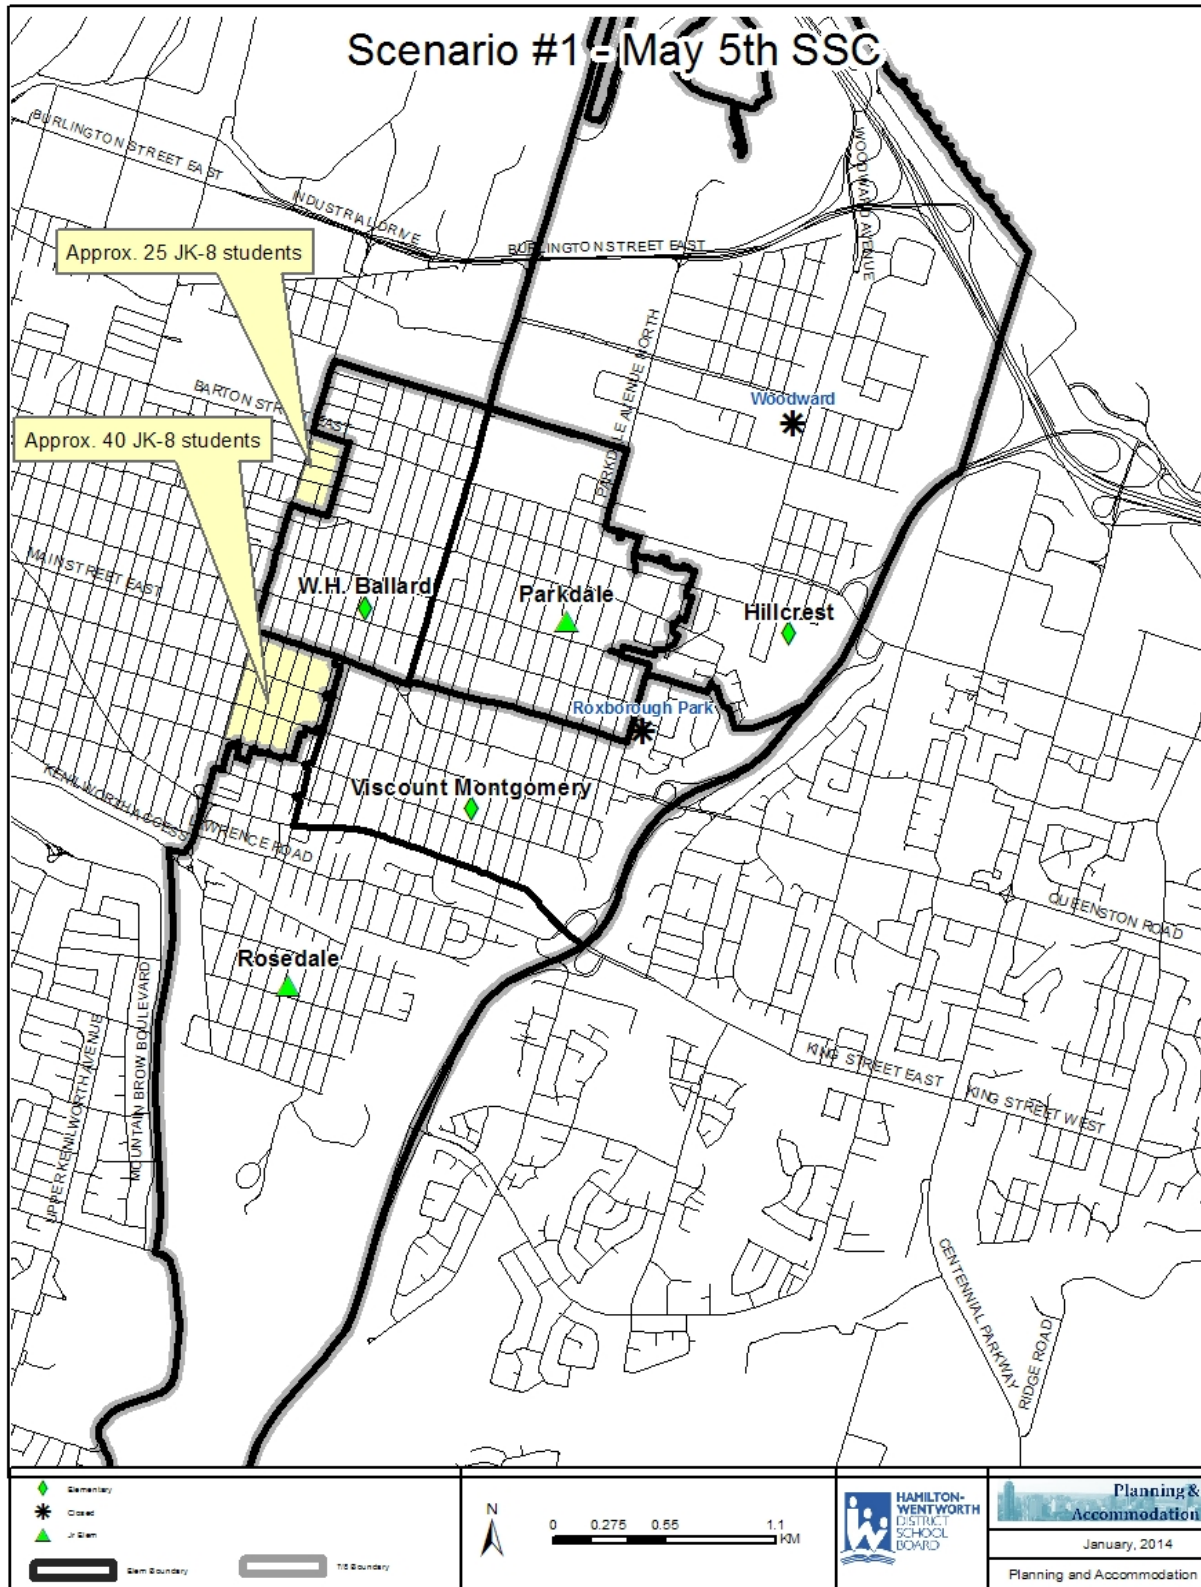 Scenario #1 - May 5th SSC
BURLINGTON STREET EAST
INDUSTRIAL DRIVE
BURLINGTON STREET EAST
WOODWARD AVENUE
Approx. 25 JK-8 students
PARKDALE AVENUE NORTH
BARTON STREET EAST
Woodward
Approx. 40 JK-8 students
MAIN STREET EAST
W.H. Ballard
Parkdale
Hillcrest
Roxborough Park
KENILWORTH ACCESS
LAWRENCE ROAD
Viscount Montgomery
QUEENSTON ROAD
Rosedale
MOUNTAIN BROW BOULEVARD
UPPER KENILWORTH AVENUE
KING STREET EAST
KING STREET WEST
CENTENNIAL PARKWAY
RIDGE ROAD
Elementary
Closed
Jr Elem
Elem Boundary
7/8 Boundary
N
0 0.275 0.55 1.1
KM
HAMILTON-
WENTWORTH
DISTRICT
SCHOOL
BOARD
Planning &
Accommodation
January, 2014
Planning and Accommodation